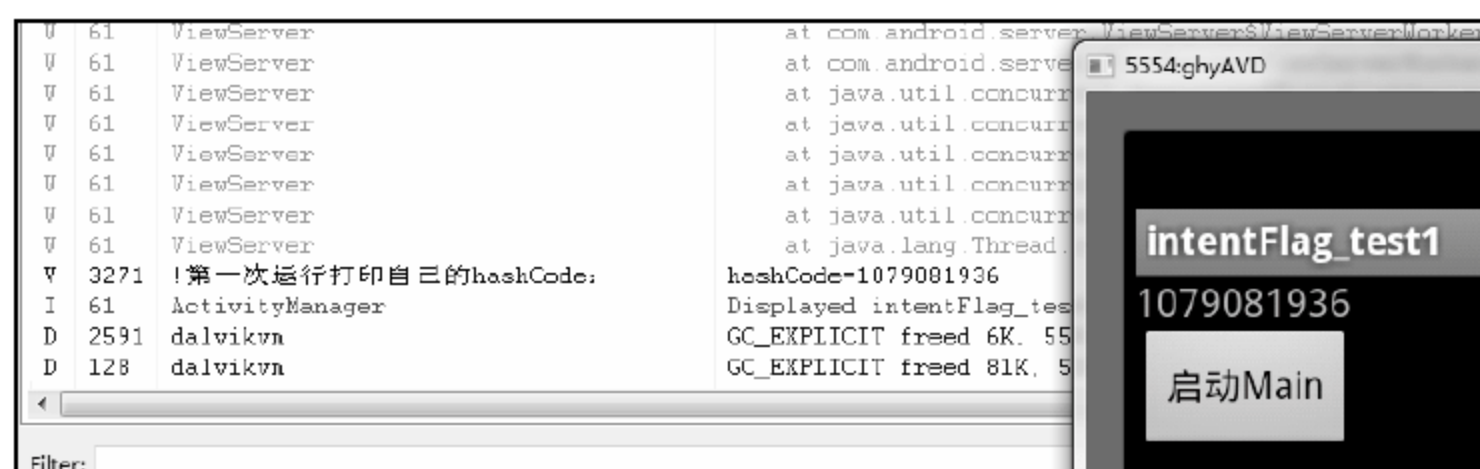 V 61 ViewServer at com.android.server.ViewServer$ViewServerWorker
V 61 ViewServer at com.android.serve
V 61 ViewServer at java.util.concurr
V 61 ViewServer at java.util.concurr
V 61 ViewServer at java.util.concurr
V 61 ViewServer at java.util.concurr
V 61 ViewServer at java.util.concurr
V 61 ViewServer at java.lang.Thread.
V 3271 !第一次运行打印自己的hashCode: hashCode=1079081936
I 61 ActivityManager Displayed intentFlag_tes
D 2591 dalvikvm GC_EXPLICIT freed 6K, 55
D 128 dalvikvm GC_EXPLICIT freed 81K, 5
Filter:
5554:ghyAVD
intentFlag_test1
1079081936
启动Main